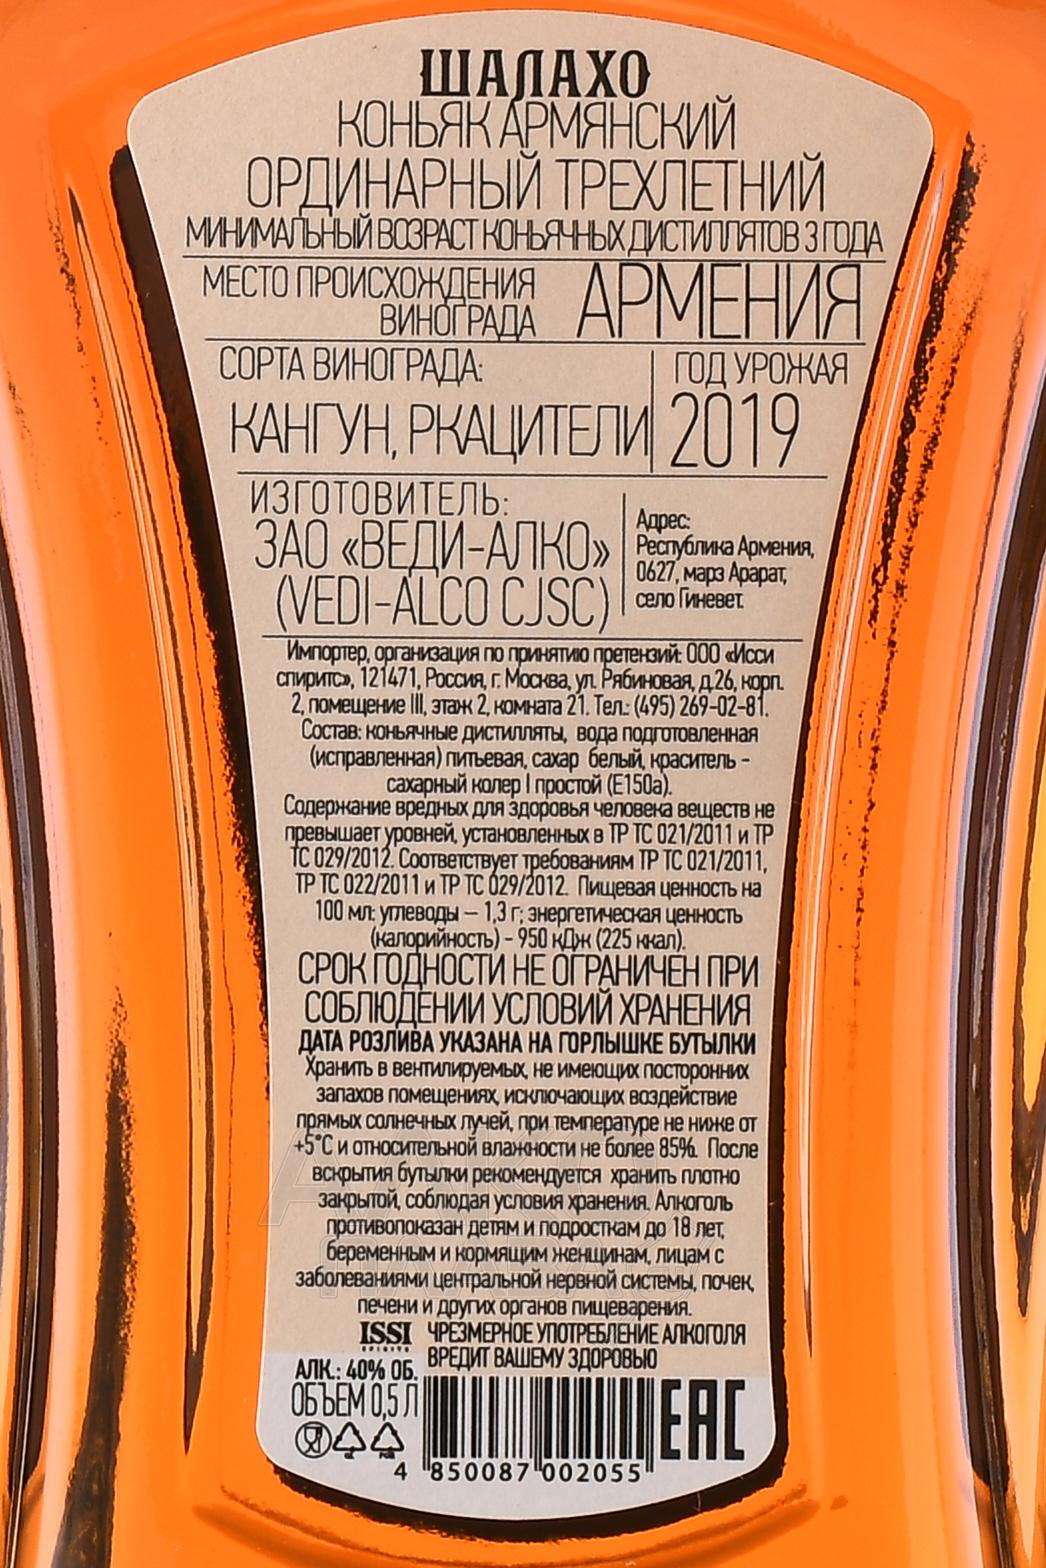 ШАЛАХО
КОНЬЯК АРМЯНСКИЙ
ОРДИНАРНЫЙ ТРЕХЛЕТНИЙ
МИНИМАЛЬНЫЙ ВОЗРАСТ КОНЬЯЧНЫХ ДИСТИЛЛЯТОВ 3 ГОДА
МЕСТО ПРОИСХОЖДЕНИЯ
ВИНОГРАДА
АРМЕНИЯ
СОРТА ВИНОГРАДА:
КАНГУН, РКАЦИТЕЛИ
ГОД УРОЖАЯ
2019
ИЗГОТОВИТЕЛЬ:
ЗАО «ВЕДИ-АЛКО»
(VEDI-ALCO CJSC)
Адрес:
Республика Армения,
0627, марз Арарат,
село Гиневет.
Импортер, организация по принятию претензий: ООО «Исси
спиритс», 121471, Россия, г. Москва, ул. Рябиновая, д.26, корп.
2, помещение III, этаж 2, комната 21. Тел.: (495) 269-02-81.
Состав: коньячные дистилляты, вода подготовленная
(исправленная) питьевая, сахар белый, краситель -
сахарный колер I простой (Е150а).
Содержание вредных для здоровья человека веществ не
превышает уровней, установленных в ТР ТС 021/2011 и ТР
ТС 029/2012. Соответствует требованиям ТР ТС 021/2011,
ТР ТС 022/2011 и ТР ТС 029/2012. Пищевая ценность на
100 мл: углеводы — 1,3 г; энергетическая ценность
(калорийность) - 950 кДж (225 ккал).
СРОК ГОДНОСТИ НЕ ОГРАНИЧЕН ПРИ
СОБЛЮДЕНИИ УСЛОВИЙ ХРАНЕНИЯ
ДАТА РОЗЛИВА УКАЗАНА НА ГОРЛЫШКЕ БУТЫЛКИ
Хранить в вентилируемых, не имеющих посторонних
запахов помещениях, исключающих воздействие
прямых солнечных лучей, при температуре не ниже от
+5°С и относительной влажности не более 85%. После
вскрытия бутылки рекомендуется хранить плотно
закрытой, соблюдая условия хранения. Алкоголь
противопоказан детям и подросткам до 18 лет,
беременным и кормящим женщинам, лицам с
заболеваниями центральной нервной системы, почек,
печени и других органов пищеварения.
ISSI
SPIRITS
ЧРЕЗМЕРНОЕ УПОТРЕБЛЕНИЕ АЛКОГОЛЯ
ВРЕДИТ ВАШЕМУ ЗДОРОВЬЮ
АЛК.: 40% ОБ.
ОБЪЕМ 0,5 Л
EAC
4 850087 002055